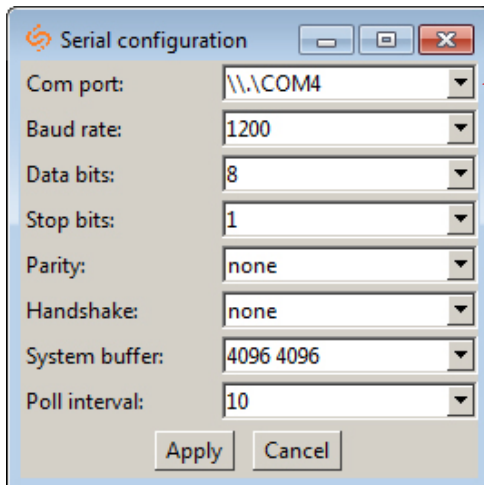 Serial configuration
Com port: \\.\COM4
Baud rate: 1200
Data bits: 8
Stop bits: 1
Parity: none
Handshake: none
System buffer: 4096 4096
Poll interval: 10
Apply Cancel